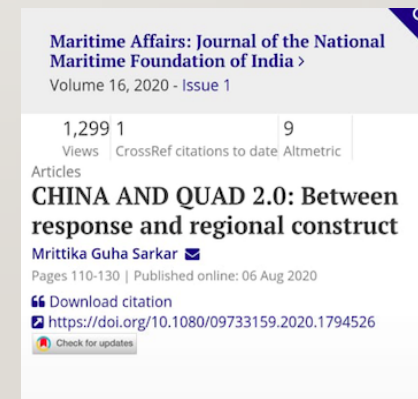 Maritime Affairs: Journal of the National
Maritime Foundation of India >
Volume 16, 2020 - Issue 1
1,299 1 9
Views CrossRef citations to date Altmetric
Articles
CHINA AND QUAD 2.0: Between
response and regional construct
Mrittika Guha Sarkar
Pages 110-130 | Published online: 06 Aug 2020
Download citation
https://doi.org/10.1080/09733159.2020.1794526
Check for updates